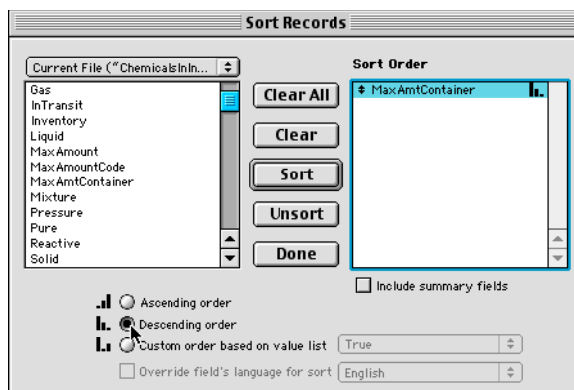 Sort Records
Current File ("ChemicalsInIn...
Gas
InTransit
Inventory
Liquid
MaxAmount
MaxAmountCode
MaxAmtContainer
Mixture
Pressure
Pure
Reactive
Solid
Clear All
Clear
Sort
Unsort
Done
Sort Order
MaxAmtContainer
Include summary fields
Ascending order
Descending order
Custom order based on value list
True
Override field's language for sort
English